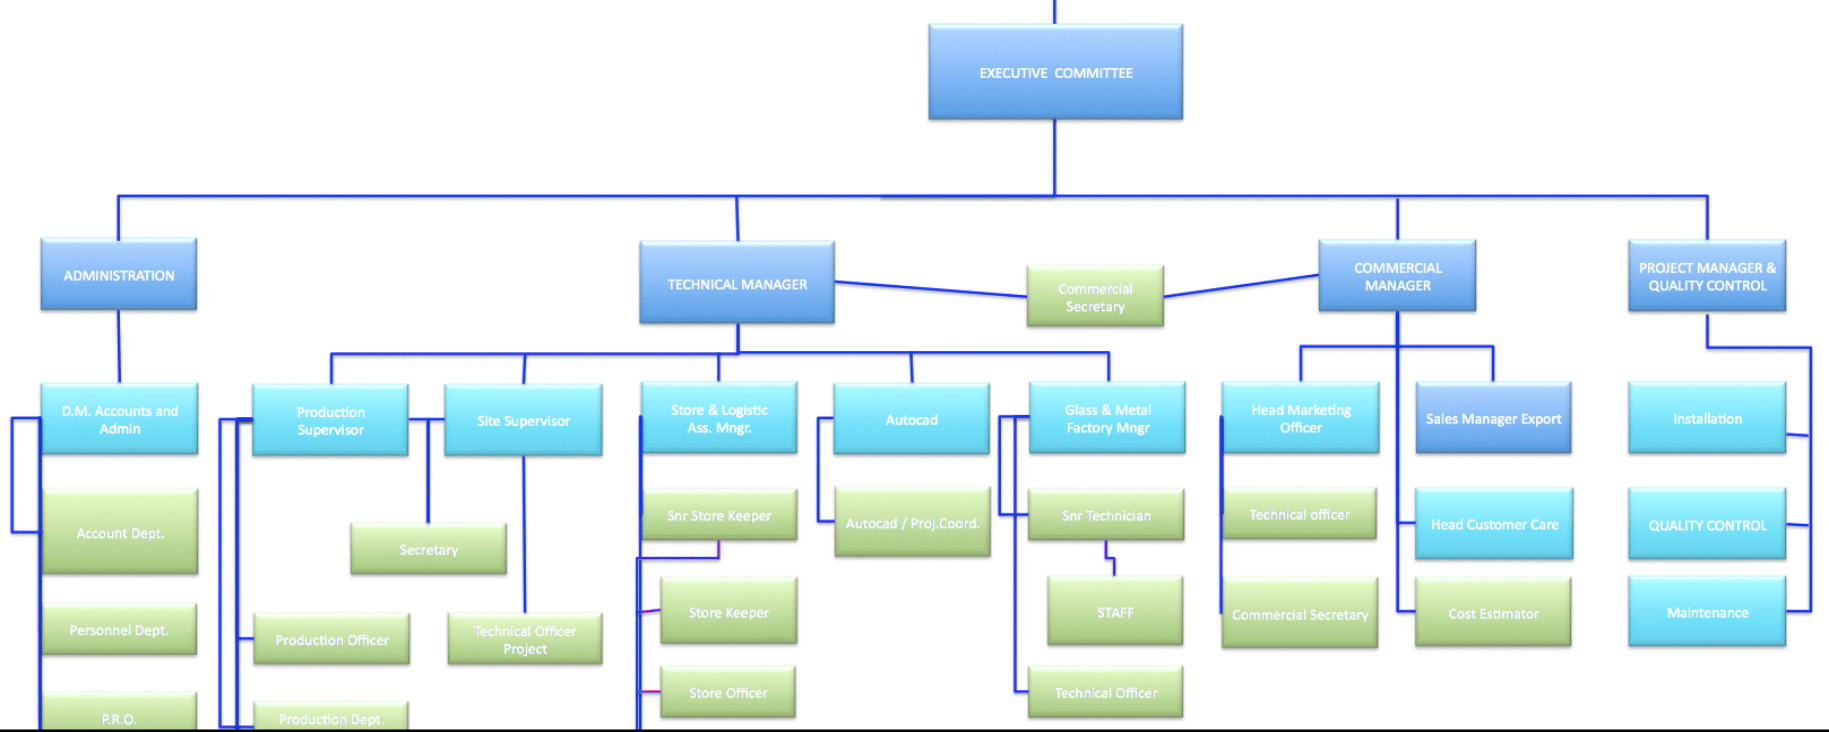 EXECUTIVE COMMITTEE
ADMINISTRATION
TECHNICAL MANAGER
Commercial
Secretary
COMMERCIAL
MANAGER
PROJECT MANAGER &
QUALITY CONTROL
D.M. Accounts and
Admin
Production
Supervisor
Site Supervisor
Store & Logistic
Ass. Mngr.
Autocad
Glass & Metal
Factory Mngr
Head Marketing
Officer
Sales Manager Export
Installation
Account Dept.
Secretary
Snr Store Keeper
Autocad / Proj.Coord.
Snr Technician
Technical officer
Head Customer Care
QUALITY CONTROL
Personnel Dept.
Production Officer
Technical Officer
Project
Store Keeper
STAFF
Commercial Secretary
Cost Estimator
Maintenance
P.R.O.
Production Dept.
Store Officer
Technical Officer